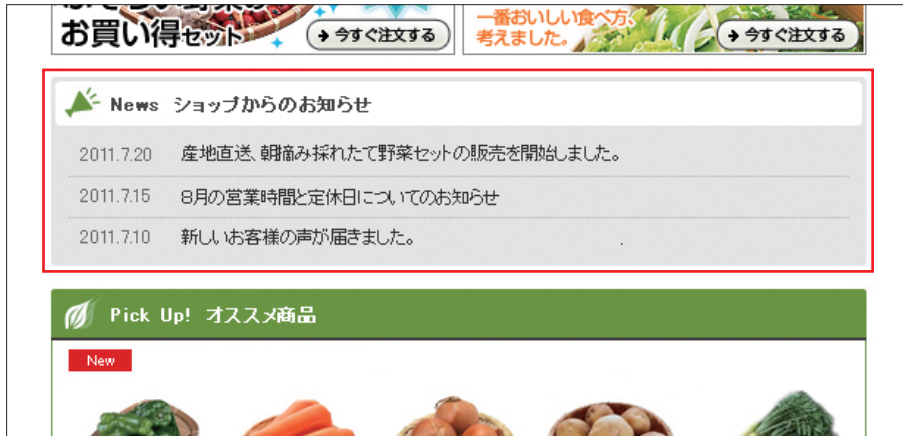 お買い得セット
今すぐ注文する
一番おいしい食べ方、
考えました。
今すぐ注文する
News ショップからのお知らせ
2011.7.20 産地直送、朝摘み採れたて野菜セットの販売を開始しました。
2011.7.15 8月の営業時間と定休日についてのお知らせ
2011.7.10 新しいお客様の声が届きました。
Pick Up! オススメ商品
New